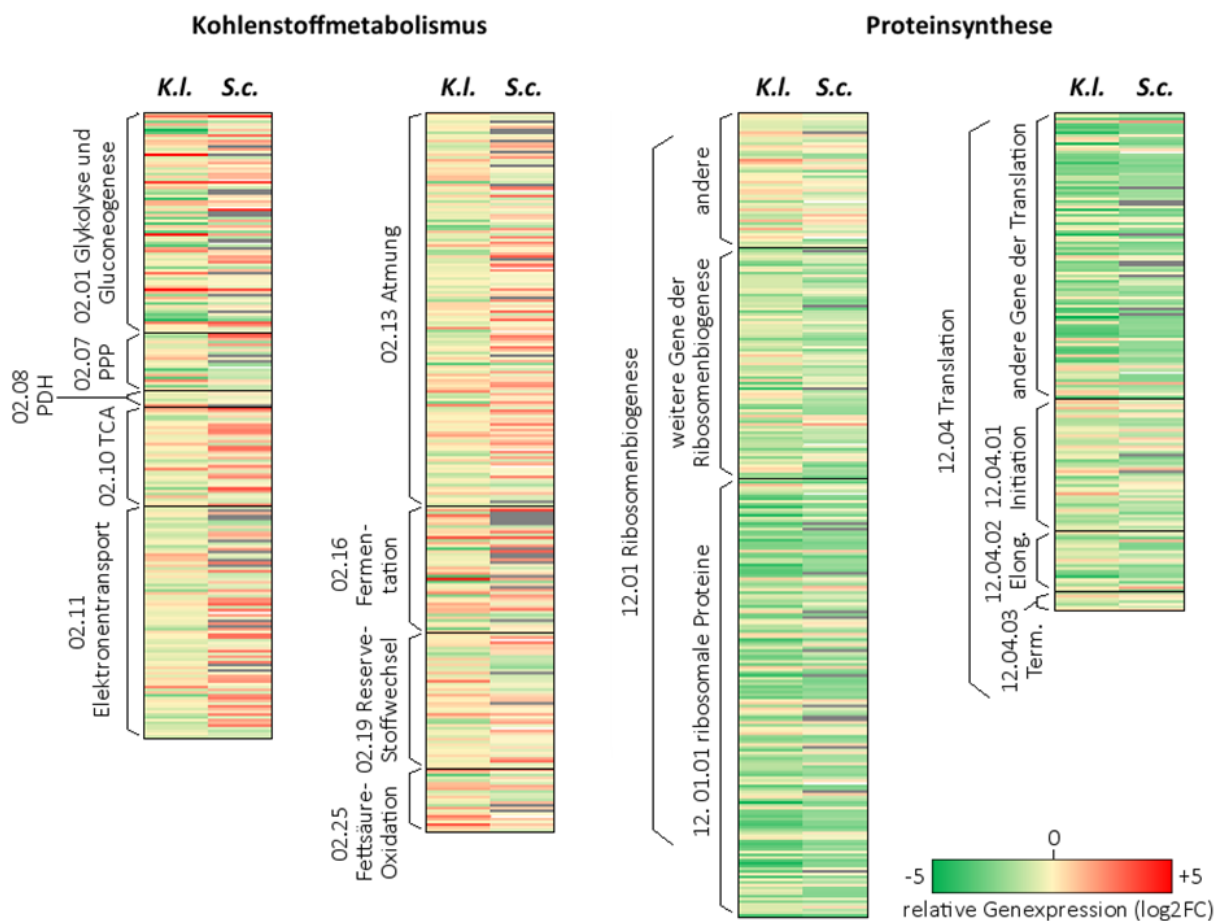 Kohlenstoffmetabolismus
Proteinsynthese
K.l.
S.c.
K.l.
S.c.
K.l.
S.c.
K.l.
S.c.
02.01 Glykolyse und
Gluconeogenese
02.07
PPP
02.08
PDH
02.10 TCA
02.11
Elektronentransport
02.13 Atmung
02.16
Fermen-
tation
02.19 Reserve-
Stoffwechsel
02.25
Fettsäure-
Oxidation
12.01 Ribosomenbiogenese
andere
weitere Gene der
Ribosomenbiogenese
12. 01.01 ribosomale Proteine
12.04 Translation
andere Gene der Translation
12.04.01
Initiation
12.04.02
Elong.
12.04.03
Term.
0
-5
+5
relative Genexpression (log2FC)